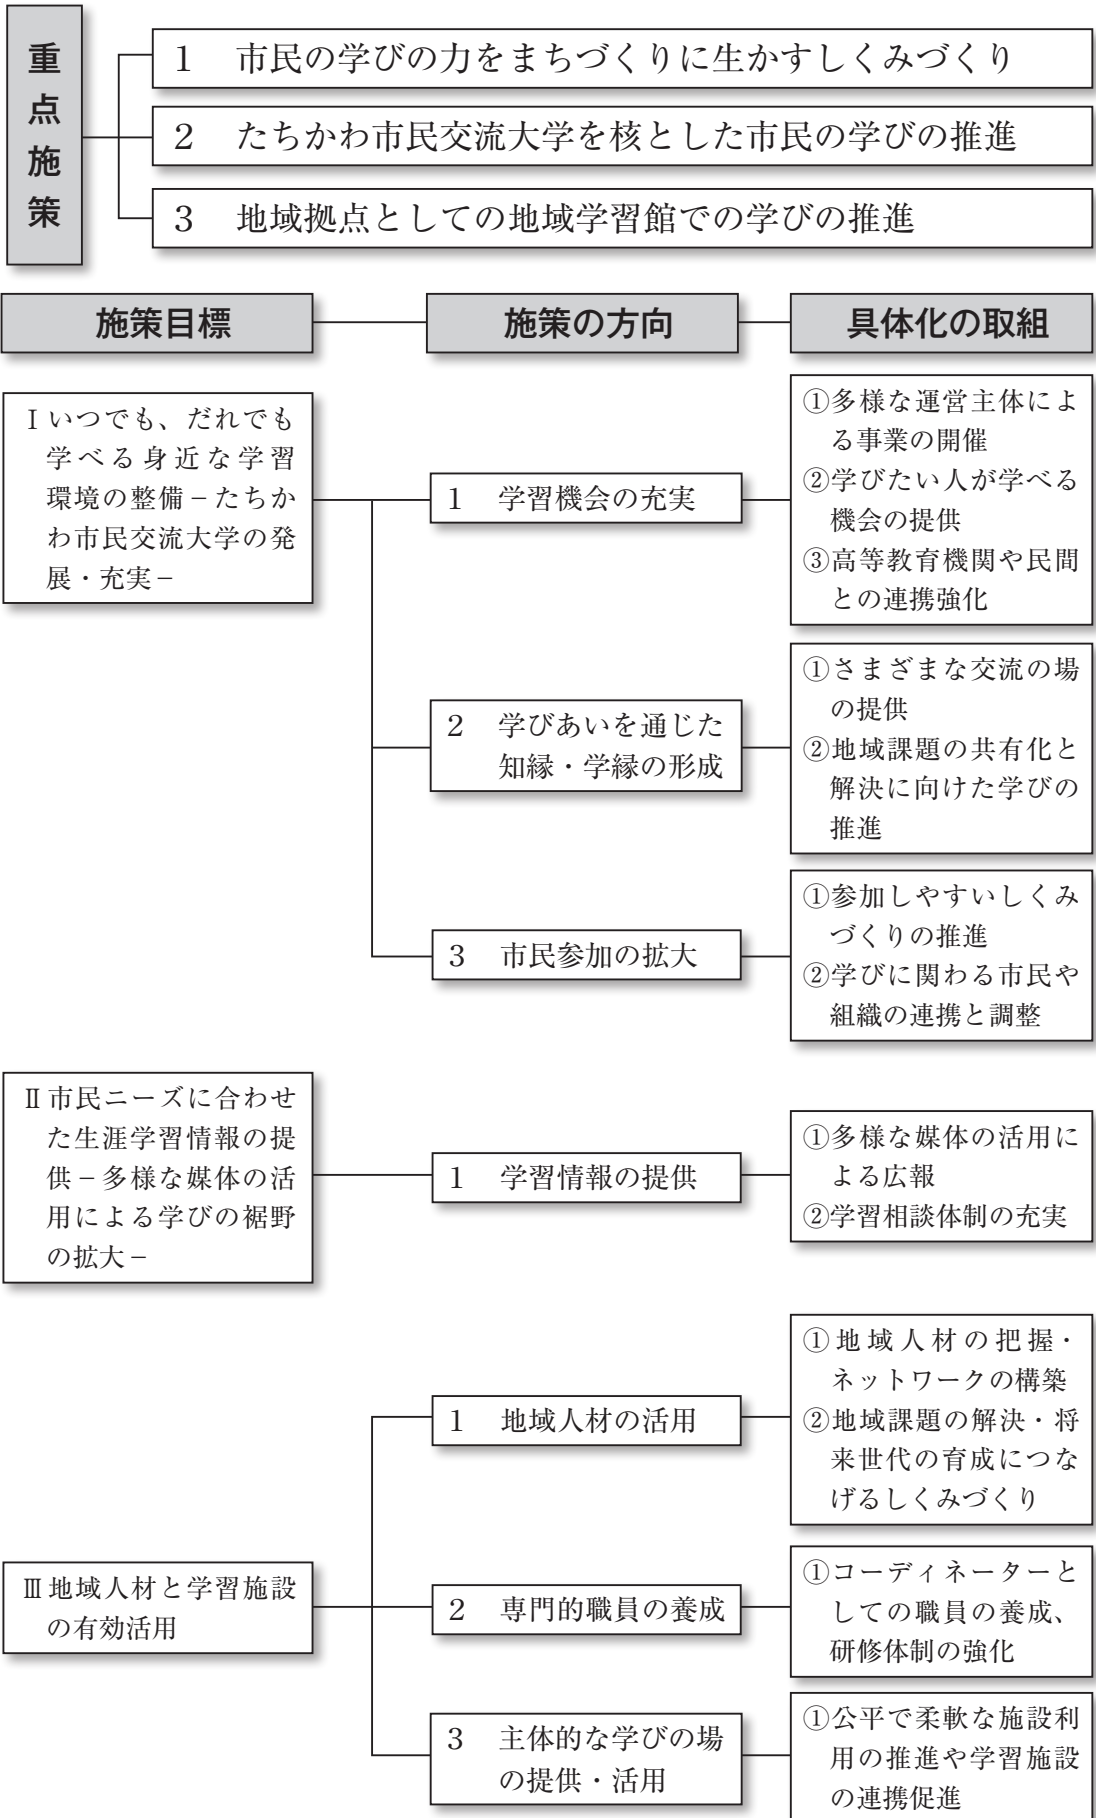 重点施策
1 市民の学びの力をまちづくりに生かすしくみづくり
2 たちかわ市民交流大学を核とした市民の学びの推進
3 地域拠点としての地域学習館での学びの推進
施策目標
施策の方向
具体化の取組
Ⅰいつでも、だれでも
学べる身近な学習
環境の整備−たちか
わ市民交流大学の発
展・充実−
1 学習機会の充実
①多様な運営主体によ
る事業の開催
②学びたい人が学べる
機会の提供
③高等教育機関や民間
との連携強化
2 学びあいを通じた
知縁・学縁の形成
①さまざまな交流の場
の提供
②地域課題の共有化と
解決に向けた学びの
推進
3 市民参加の拡大
①参加しやすいしくみ
づくりの推進
②学びに関わる市民や
組織の連携と調整
Ⅱ市民ニーズに合わせ
た生涯学習情報の提
供−多様な媒体の活
用による学びの裾野
の拡大−
1 学習情報の提供
①多様な媒体の活用に
よる広報
②学習相談体制の充実
Ⅲ地域人材と学習施設
の有効活用
1 地域人材の活用
①地域人材の把握・
ネットワークの構築
②地域課題の解決・将
来世代の育成につな
げるしくみづくり
2 専門的職員の養成
①コーディネーターと
しての職員の養成、
研修体制の強化
3 主体的な学びの場
の提供・活用
①公平で柔軟な施設利
用の推進や学習施設
の連携促進